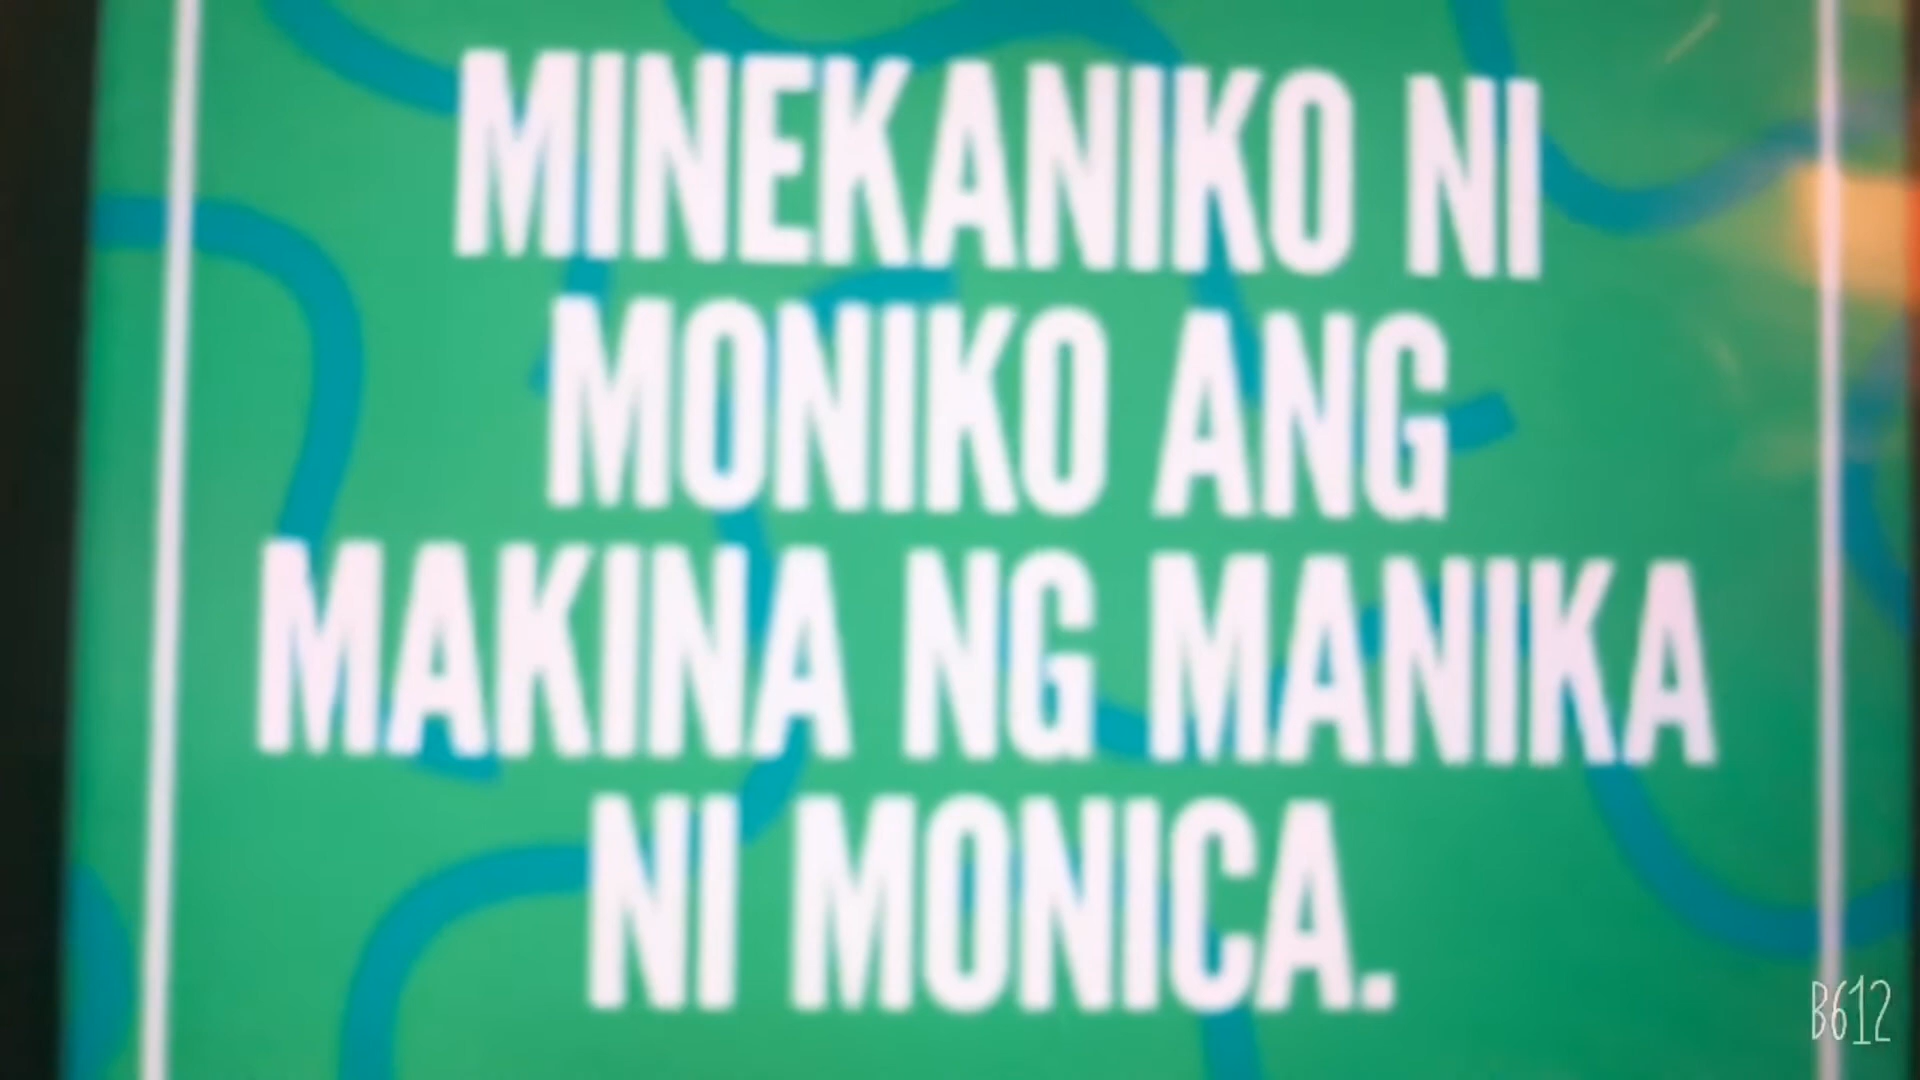 MINEKANIKO NI
MONIKO ANG
MAKINA NG MANIKA
NI MONICA.
B612